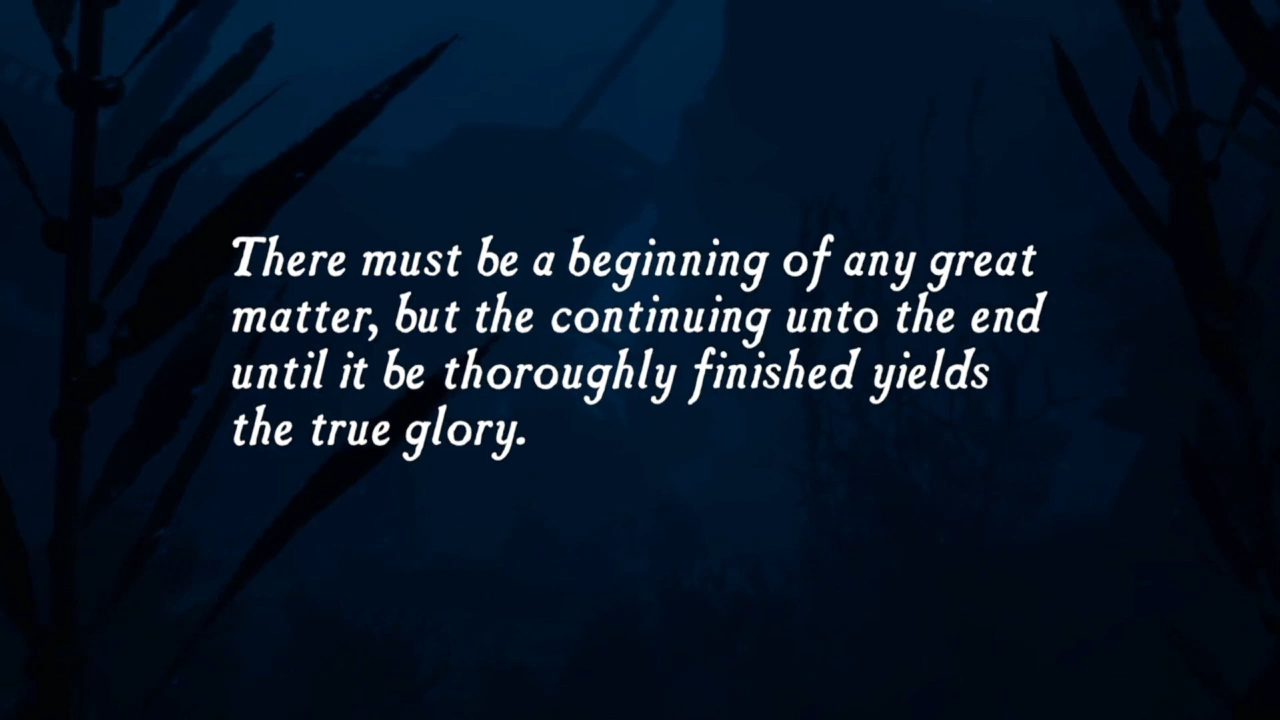 There must be a beginning of any great
matter, but the continuing unto the end
until it be thoroughly finished yields
the true glory.